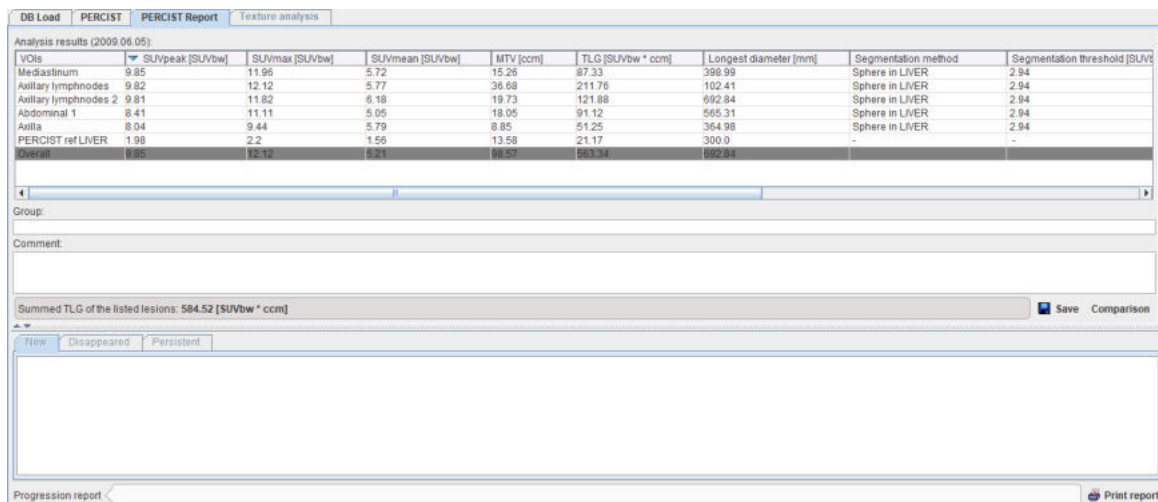 DB Load PERCIST PERCIST Report Texture analysis
Analysis results (2009.06.05):
VOIs SUVpeak [SUVbw] SUVmax [SUVbw] SUVmean [SUVbw] MTV [ccm] TLG [SUVbw * ccm] Longest diameter [mm] Segmentation method Segmentation threshold [SUVb
Mediastinum 9.85 11.96 5.72 15.26 87.33 398.99 Sphere in LIVER 2.94
Axillary lymphnodes 9.82 12.12 5.77 36.68 211.76 102.41 Sphere in LIVER 2.94
Axillary lymphnodes 2 9.81 11.82 6.18 19.73 121.88 692.84 Sphere in LIVER 2.94
Abdominal 1 8.41 11.11 5.05 18.05 91.12 565.31 Sphere in LIVER 2.94
Axilla 8.04 9.44 5.79 8.85 51.25 364.98 Sphere in LIVER 2.94
PERCIST ref LIVER 1.98 2.2 1.56 13.58 21.17 300.0 - -
Overall 9.85 12.12 5.21 98.57 563.34 692.84
Group:
Comment:
Summed TLG of the listed lesions: 584.52 [SUVbw * ccm] Save Comparison
New Disappeared Persistent
Progression report Print report